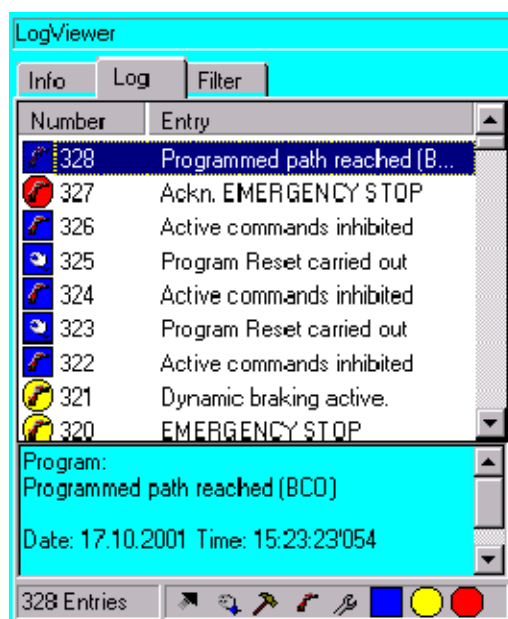 LogViewer
Info Log Filter
Number Entry
328 Programmed path reached (B...
327 Ackn. EMERGENCY STOP
326 Active commands inhibited
325 Program Reset carried out
324 Active commands inhibited
323 Program Reset carried out
322 Active commands inhibited
321 Dynamic braking active.
320 EMERGENCY STOP
Program:
Programmed path reached (BCO)
Date: 17.10.2001 Time: 15:23:23'054
328 Entries